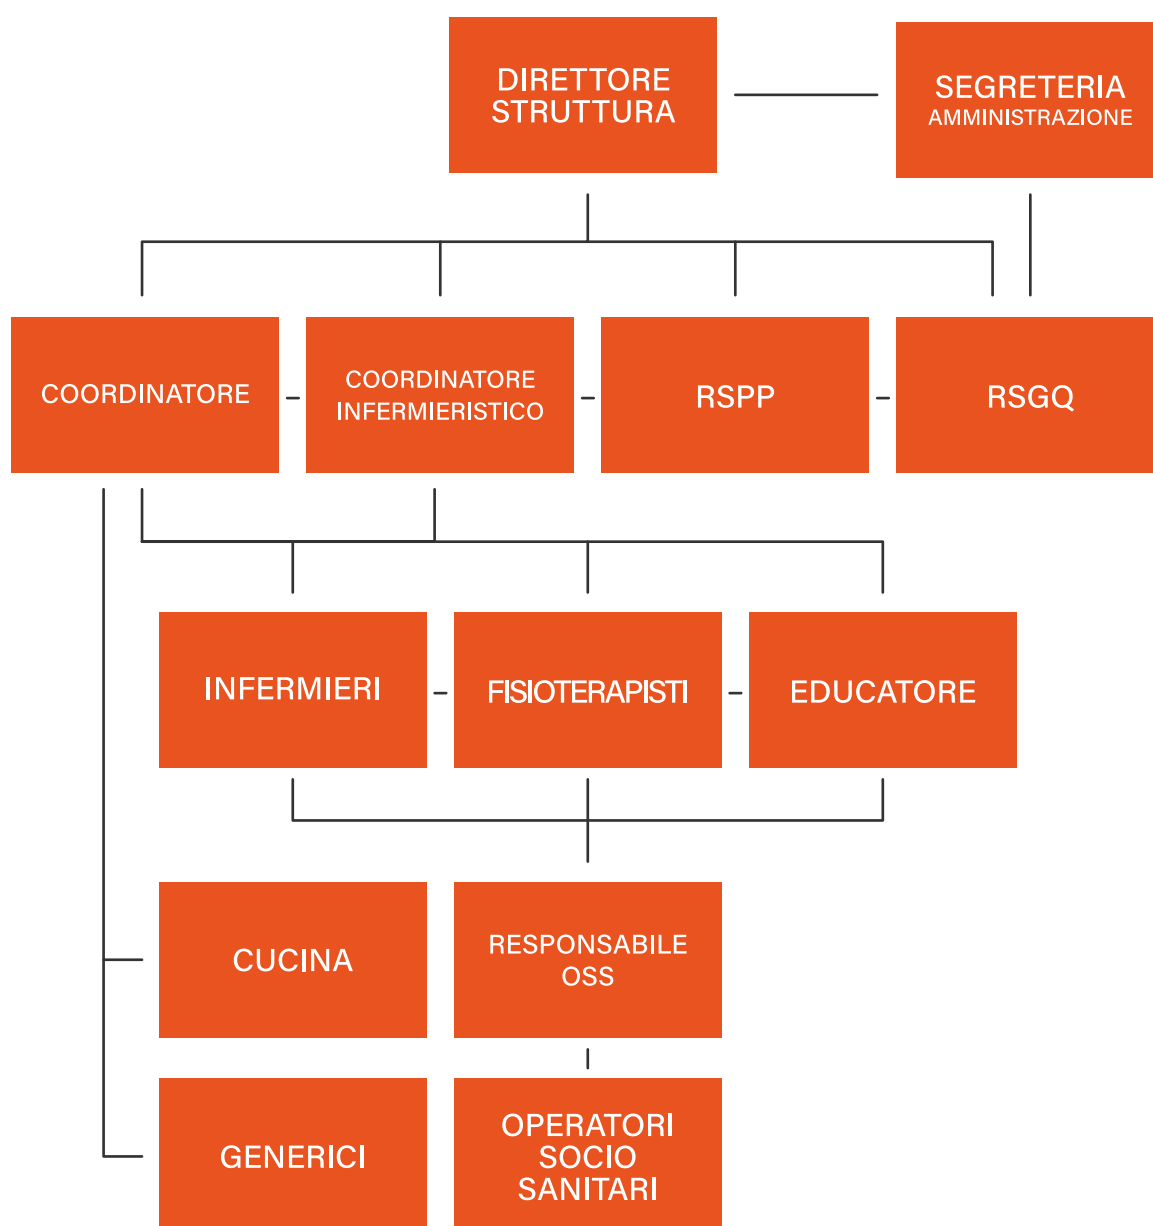 DIRETTORE
STRUTTURA
SEGRETERIA
AMMINISTRAZIONE
COORDINATORE
COORDINATORE
INFERMIERISTICO
RSPP
RSGQ
INFERMIERI
FISIOTERAPISTI
EDUCATORE
CUCINA
RESPONSABILE
OSS
GENERICI
OPERATORI
SOCIO
SANITARI